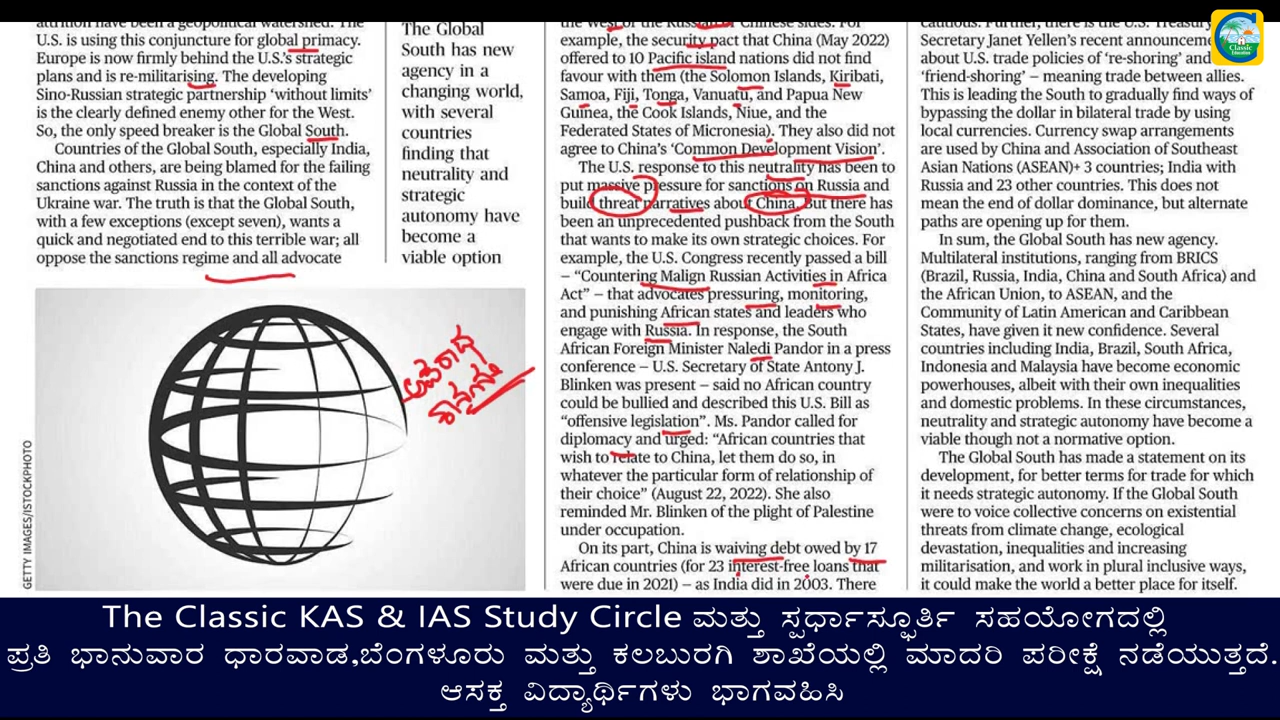 attrition have been a geopolitical watershed. The
U.S. is using this conjuncture for global primacy.
Europe is now firmly behind the U.S.'s strategic
plans and is re-militarising. The developing
Sino-Russian strategic partnership ‘without limits’
is the clearly defined enemy other for the West.
So, the only speed breaker is the Global South.
Countries of the Global South, especially India,
China and others, are being blamed for the failing
sanctions against Russia in the context of the
Ukraine war. The truth is that the Global South,
with a few exceptions (except seven), wants a
quick and negotiated end to this terrible war; all
oppose the sanctions regime and all advocate
GETTY IMAGES/ISTOCKPHOTO
The Global
South has new
agency in a
changing world,
with several
countries
finding that
neutrality and
strategic
autonomy have
become a
viable option
the West or the Russian or Chinese sides. For
example, the security pact that China (May 2022)
offered to 10 Pacific island nations did not find
favour with them (the Solomon Islands, Kiribati,
Samoa, Fiji, Tonga, Vanuatu, and Papua New
Guinea, the Cook Islands, Niue, and the
Federated States of Micronesia). They also did not
agree to China's ‘Common Development Vision’.
The U.S. response to this neutrality has been to
put massive pressure for sanctions on Russia and
build threat narratives about China. But there has
been an unprecedented pushback from the South
that wants to make its own strategic choices. For
example, the U.S. Congress recently passed a bill
– “Countering Malign Russian Activities in Africa
Act” – that advocates pressuring, monitoring,
and punishing African states and leaders who
engage with Russia. In response, the South
African Foreign Minister Naledi Pandor in a press
conference – U.S. Secretary of State Antony J.
Blinken was present – said no African country
could be bullied and described this U.S. Bill as
“offensive legislation”. Ms. Pandor called for
diplomacy and urged: “African countries that
wish to relate to China, let them do so, in
whatever the particular form of relationship of
their choice” (August 22, 2022). She also
reminded Mr. Blinken of the plight of Palestine
under occupation.
On its part, China is waiving debt owed by 17
African countries (for 23 interest-free loans that
were due in 2021) – as India did in 2003. There
cautious. Further, there is the U.S. Treasury
Secretary Janet Yellen's recent announcement
about U.S. trade policies of ‘re-shoring’ and
‘friend-shoring’ – meaning trade between allies.
This is leading the South to gradually find ways of
bypassing the dollar in bilateral trade by using
local currencies. Currency swap arrangements
are used by China and Association of Southeast
Asian Nations (ASEAN)+ 3 countries; India with
Russia and 23 other countries. This does not
mean the end of dollar dominance, but alternate
paths are opening up for them.
In sum, the Global South has new agency.
Multilateral institutions, ranging from BRICS
(Brazil, Russia, India, China and South Africa) and
the African Union, to ASEAN, and the
Community of Latin American and Caribbean
States, have given it new confidence. Several
countries including India, Brazil, South Africa,
Indonesia and Malaysia have become economic
powerhouses, albeit with their own inequalities
and domestic problems. In these circumstances,
neutrality and strategic autonomy have become a
viable though not a normative option.
The Global South has made a statement on its
development, for better terms for trade for which
it needs strategic autonomy. If the Global South
were to voice collective concerns on existential
threats from climate change, ecological
devastation, inequalities and increasing
militarisation, and work in plural inclusive ways,
it could make the world a better place for itself.
Classic
Education
The Classic KAS & IAS Study Circle ಮತ್ತು ಸ್ಪರ್ಧಾಸ್ಫೂರ್ತಿ ಸಹಯೋಗದಲ್ಲಿ
ಪ್ರತಿ ಭಾನುವಾರ ಧಾರವಾಡ,ಬೆಂಗಳೂರು ಮತ್ತು ಕಲಬುರಗಿ ಶಾಖೆಯಲ್ಲಿ ಮಾದರಿ ಪರೀಕ್ಷೆ ನಡೆಯುತ್ತದೆ.
ಆಸಕ್ತ ವಿದ್ಯಾರ್ಥಿಗಳು ಭಾಗವಹಿಸಿ